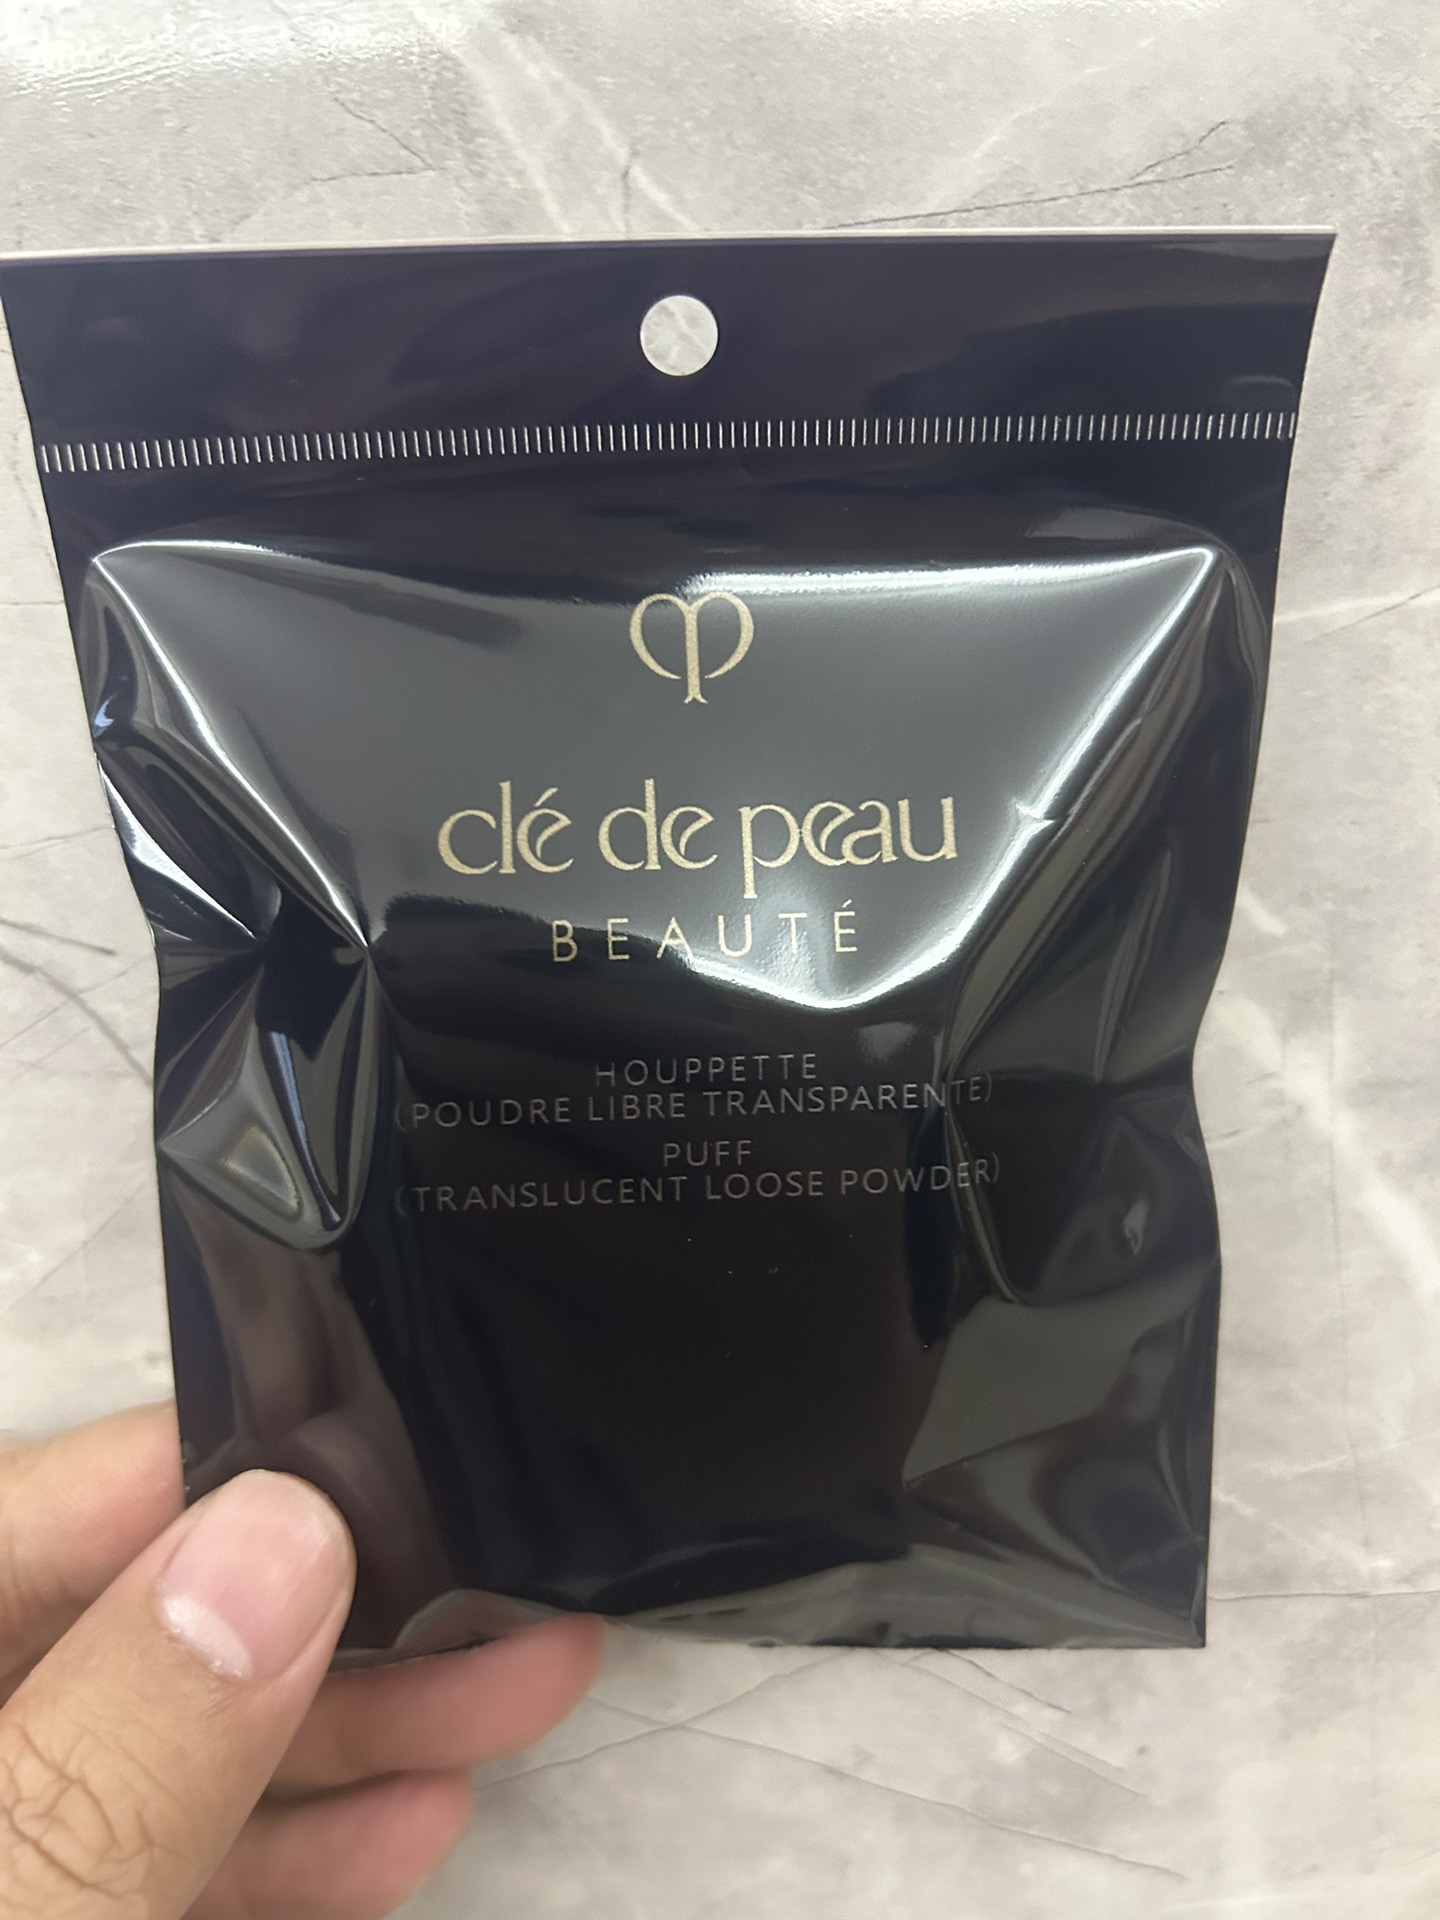 clé de peau
BEAUTÉ
HOUPPETTE
(POUDRE LIBRE TRANSPARENTE)
PUFF
(TRANSLUCENT LOOSE POWDER)